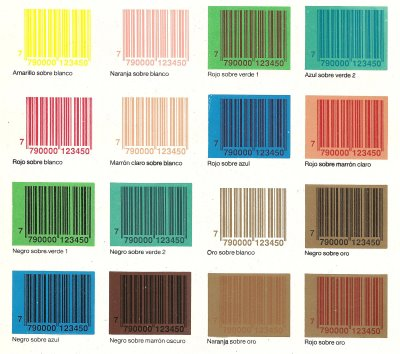 7 790000 123450
Amarillo sobre blanco
7 790000 123450
Naranja sobre blanco
7 790000 123450
Rojo sobre verde 1
7 790000 123450
Azul sobre verde 2
7 790000 123450
Rojo sobre blanco
7 790000 123450
Marrón claro sobre blanco
7 790000 123450
Rojo sobre azul
7 790000 123450
Rojo sobre marrón claro
7 790000 123450
Negro sobre verde 1
7 790000 123450
Negro sobre verde 2
7 790000 123450
Oro sobre blanco
7 790000 123450
Negro sobre oro
7 790000 123450
Negro sobre azul
7 790000 123450
Negro sobre marrón oscuro
7 790000 123450
Naranja sobre oro
7 790000 123450
Rojo sobre oro